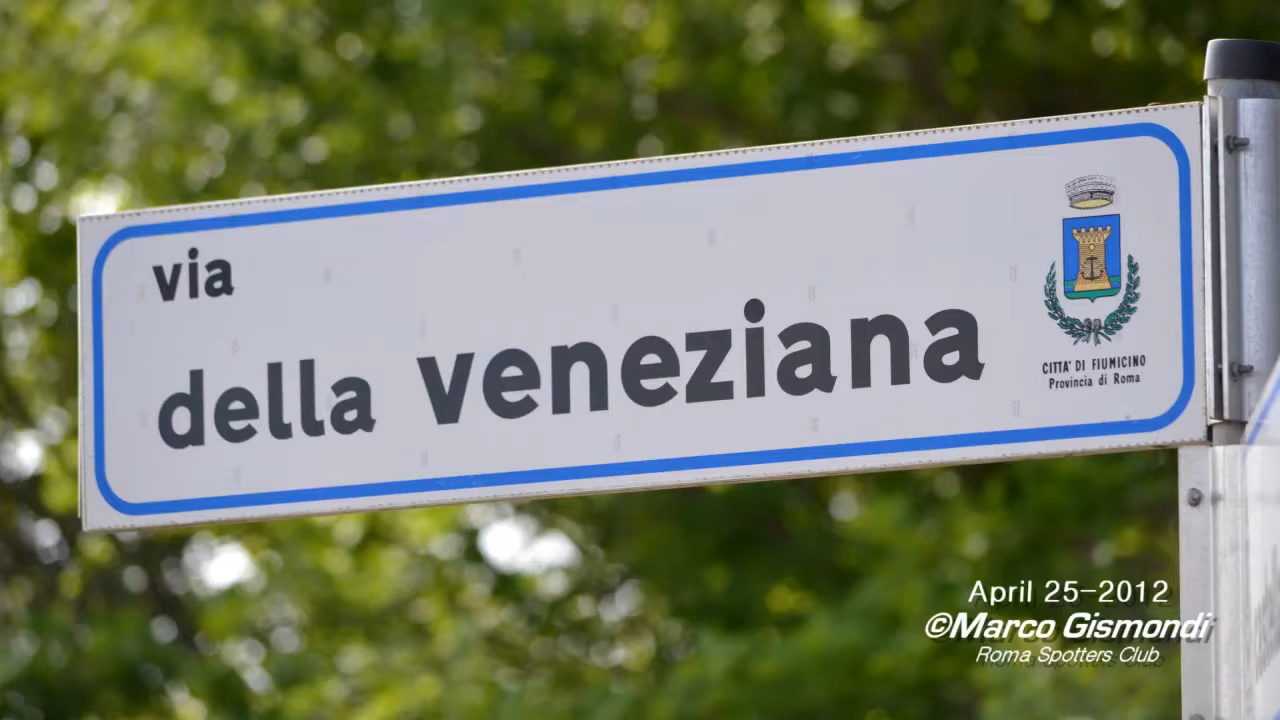 via
della veneziana
CITTA' DI FIUMICINO
Provincia di Roma
April 25-2012
©Marco Gismondi
Roma Spotters Club